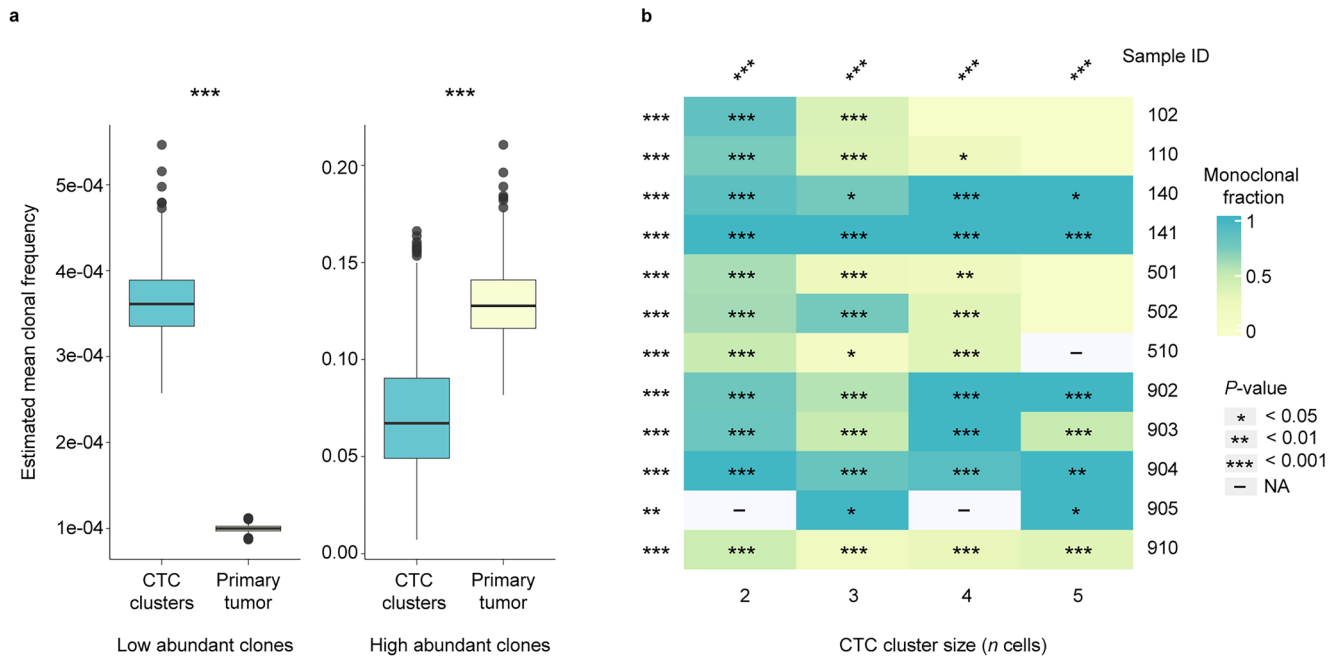 a
b
*** ***
Estimated mean clonal frequency
5e-04
4e-04
3e-04
2e-04
1e-04
0.20
0.15
0.10
0.05
0.00
CTC clusters
Primary tumor
CTC clusters
Primary tumor
Low abundant clones
High abundant clones
*** *** *** *** Sample ID
*** *** *** 102
*** *** *** * 110
*** *** * *** * 140
*** *** *** *** *** 141
*** *** *** ** 501
*** *** *** *** 502
*** *** * *** – 510
*** *** *** *** *** 902
*** *** *** *** *** 903
*** *** *** *** ** 904
** – * – * 905
*** *** *** *** *** 910
2 3 4 5
CTC cluster size (n cells)
Monoclonal
fraction
1
0.5
0
P-value
* < 0.05
** < 0.01
*** < 0.001
– NA